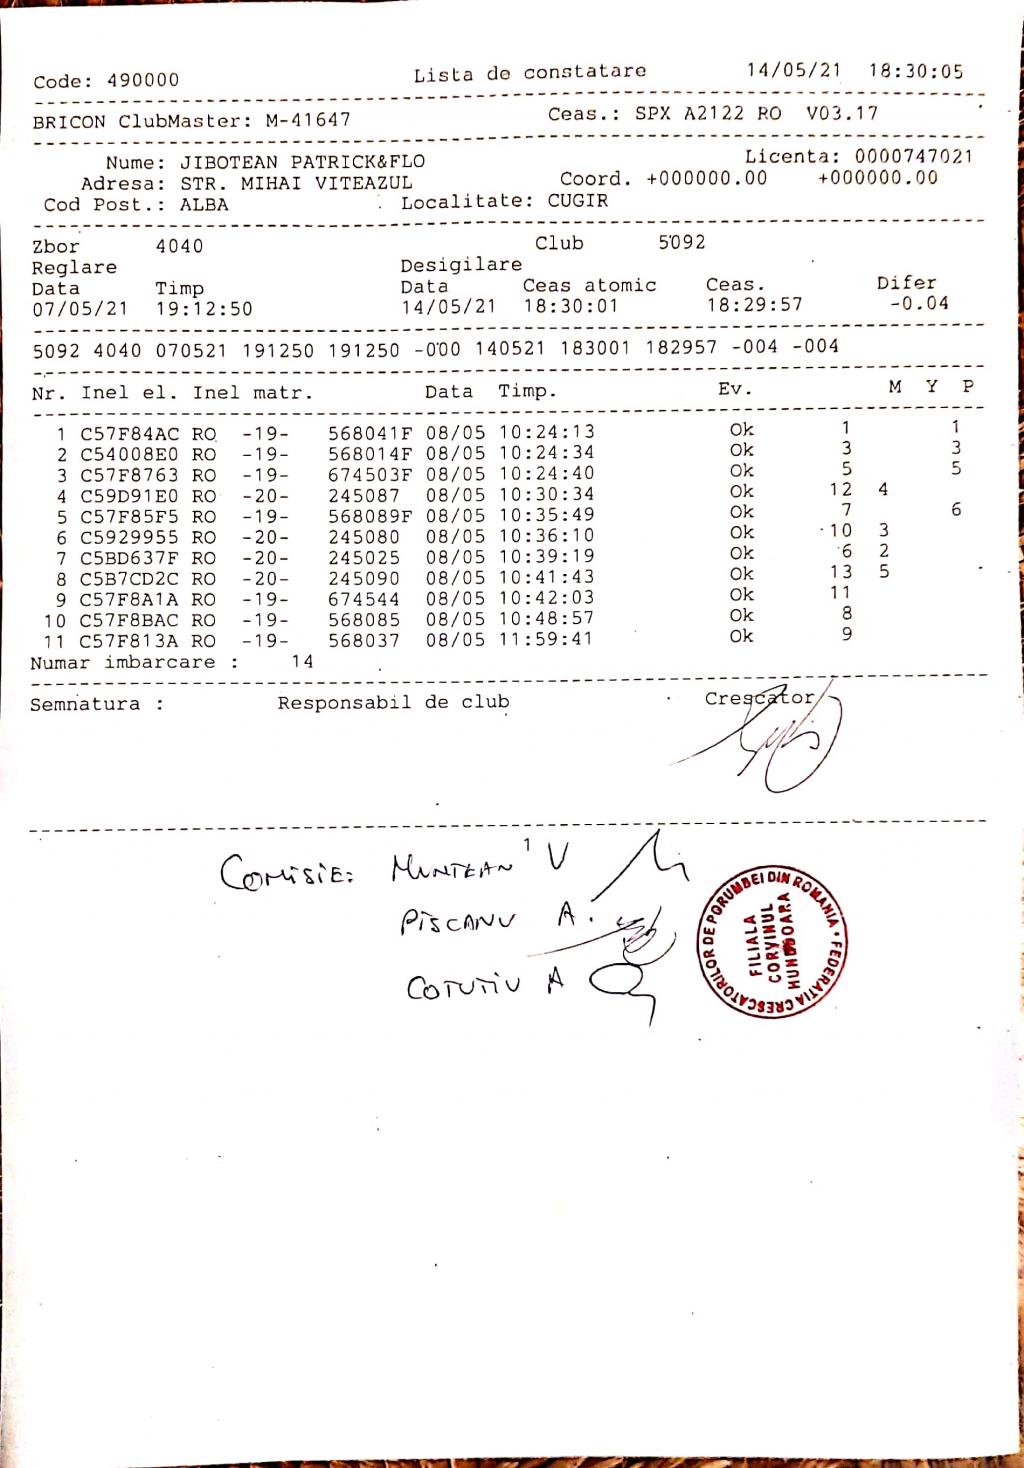 Code: 490000 Lista de constatare 14/05/21 18:30:05
BRICON ClubMaster: M-41647 Ceas.: SPX A2122 RO V03.17
Nume: JIBOTEAN PATRICK&FLO Licenta: 0000747021
Adresa: STR. MIHAI VITEAZUL Coord. +000000.00 +000000.00
Cod Post.: ALBA Localitate: CUGIR
Zbor 4040 Club 5092
Reglare Desigilare
Data Timp Data Ceas atomic Ceas. Difer
07/05/21 19:12:50 14/05/21 18:30:01 18:29:57 -0.04
5092 4040 070521 191250 191250 -000 140521 183001 182957 -004 -004
Nr. Inel el. Inel matr. Data Timp. Ev. M Y P
1 C57F84AC RO -19- 568041F 08/05 10:24:13 Ok 1 1
2 C54008E0 RO -19- 568014F 08/05 10:24:34 Ok 3 3
3 C57F8763 RO -19- 674503F 08/05 10:24:40 Ok 5 5
4 C59D91E0 RO -20- 245087 08/05 10:30:34 Ok 12 4
5 C57F85F5 RO -19- 568089F 08/05 10:35:49 Ok 7 6
6 C5929955 RO -20- 245080 08/05 10:36:10 Ok 10 3
7 C5BD637F RO -20- 245025 08/05 10:39:19 Ok 6 2
8 C5B7CD2C RO -20- 245090 08/05 10:41:43 Ok 13 5
9 C57F8A1A RO -19- 674544 08/05 10:42:03 Ok 11
10 C57F8BAC RO -19- 568085 08/05 10:48:57 Ok 8
11 C57F813A RO -19- 568037 08/05 11:59:41 Ok 9
Numar imbarcare : 14
Semnatura : Responsabil de club Crescator
COMISIE: MUNTEAN V
PISCANU A.
COTUTIU A
FEDERATIA CRESCATORILOR DE PORUMBEI DIN ROMANIA
FILIALA
CORVINUL
HUNEDOARA